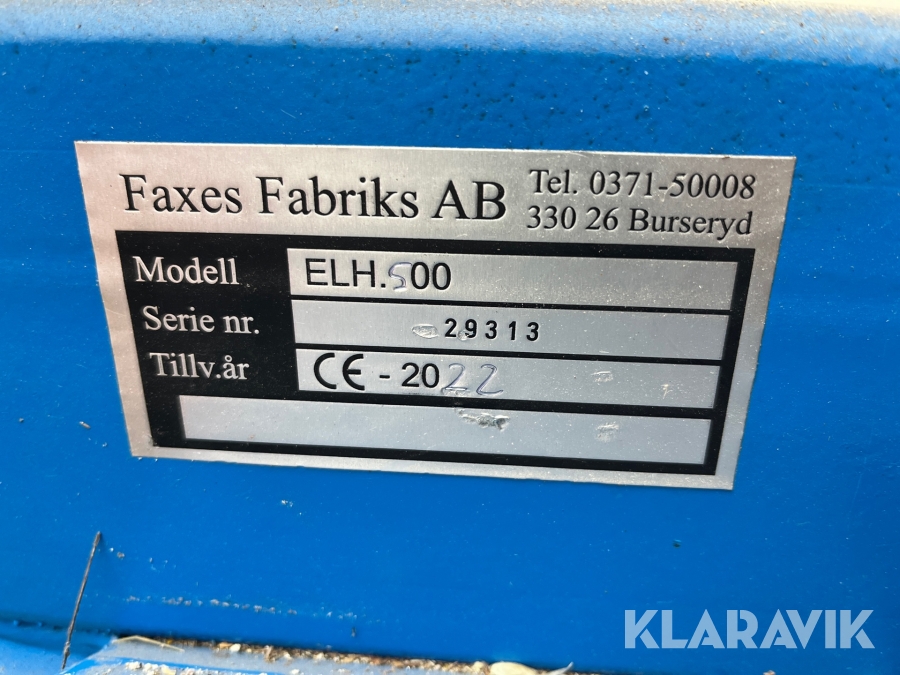 Faxes Fabriks AB
Tel. 0371-50008
330 26 Burseryd
Modell ELH.500
Serie nr. 29313
Tillv.år CE - 2022
KLARAVIK